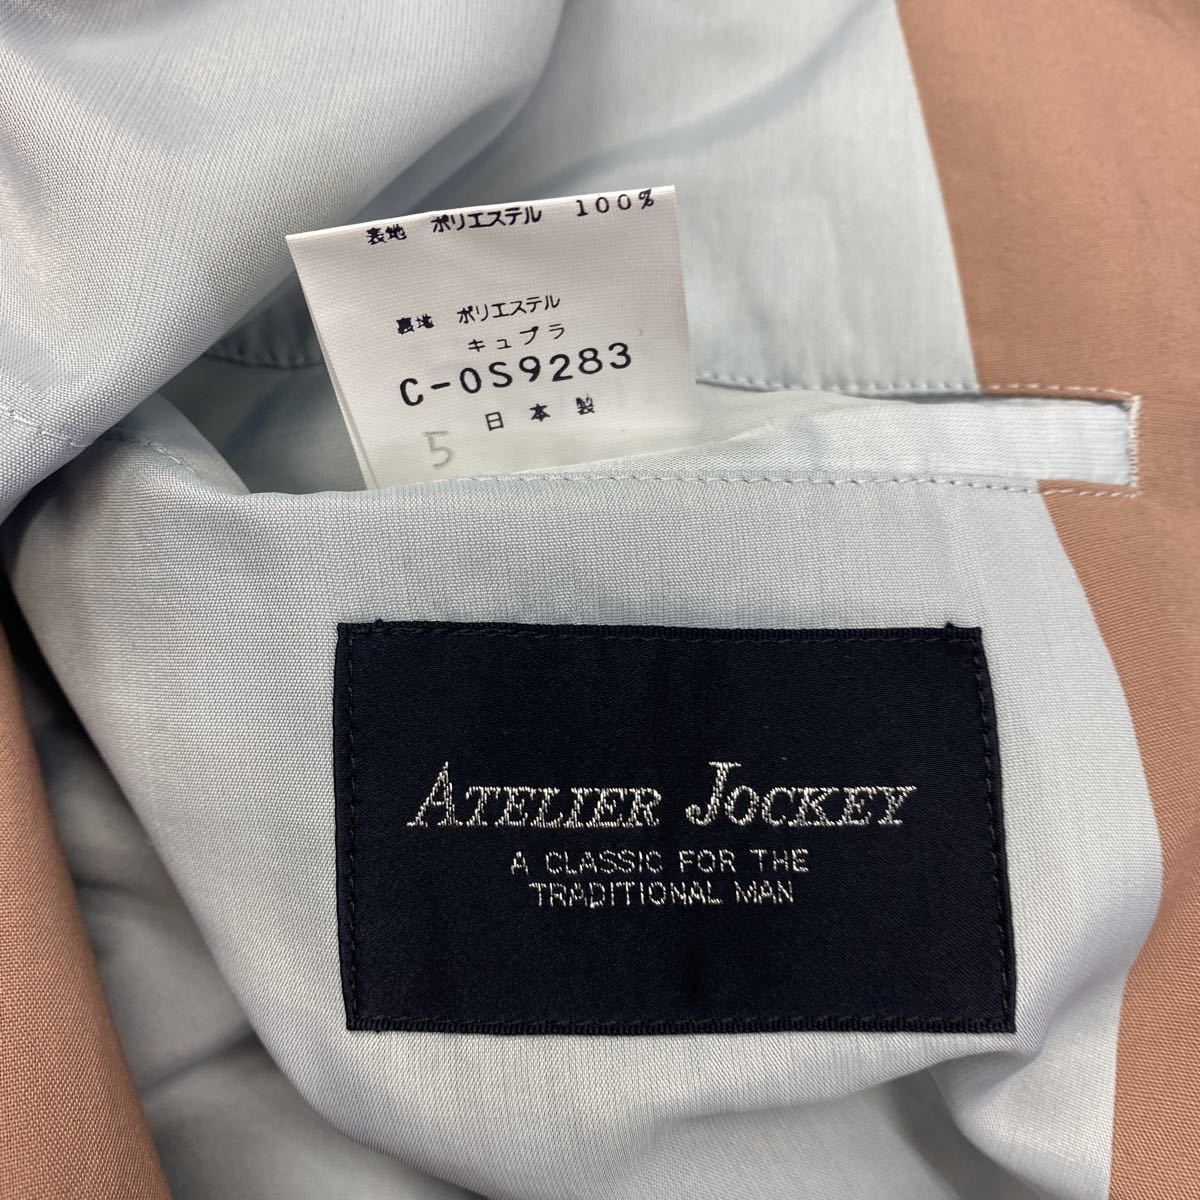 表地 ポリエステル 100%
裏地 ポリエステル
キュプラ
C-0S9283
日本製
5
ATELIER JOCKEY
A CLASSIC FOR THE
TRADITIONAL MAN